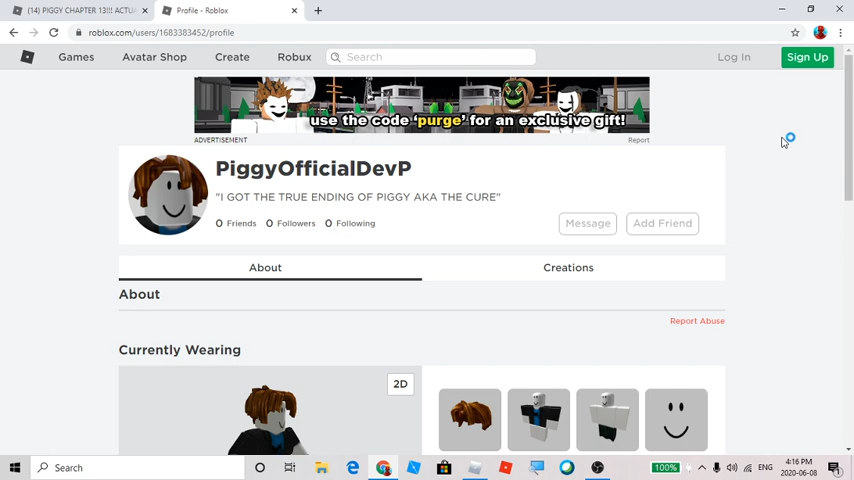 (14) PIGGY CHAPTER 13!!! ACTUA
Profile - Roblox
roblox.com/users/1683383452/profile
Games
Avatar Shop
Create
Robux
Search
Log In
Sign Up
use the code 'purge' for an exclusive gift!
ADVERTISEMENT
Report
PiggyOfficialDevP
"I GOT THE TRUE ENDING OF PIGGY AKA THE CURE"
0 Friends
0 Followers
0 Following
Message
Add Friend
About
Creations
About
Report Abuse
Currently Wearing
2D
Search
100%
ENG
4:16 PM
2020-06-08